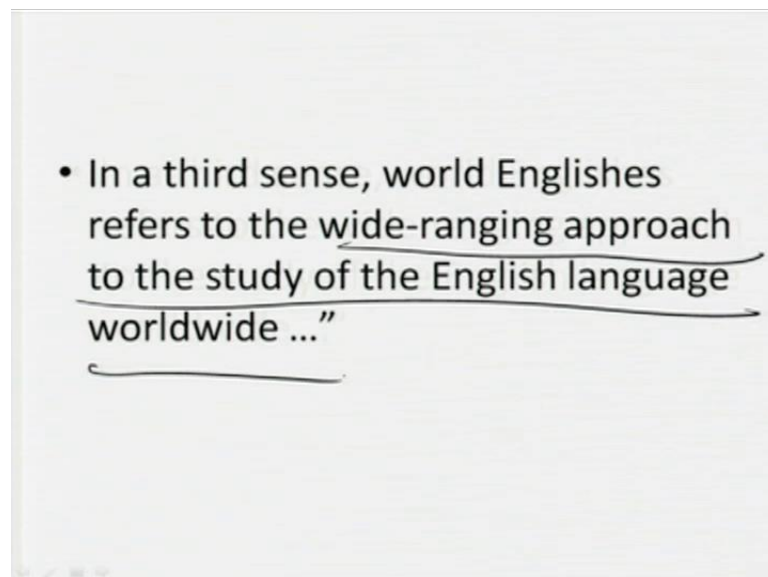 • In a third sense, world Englishes
refers to the wide-ranging approach
to the study of the English language
worldwide ...”